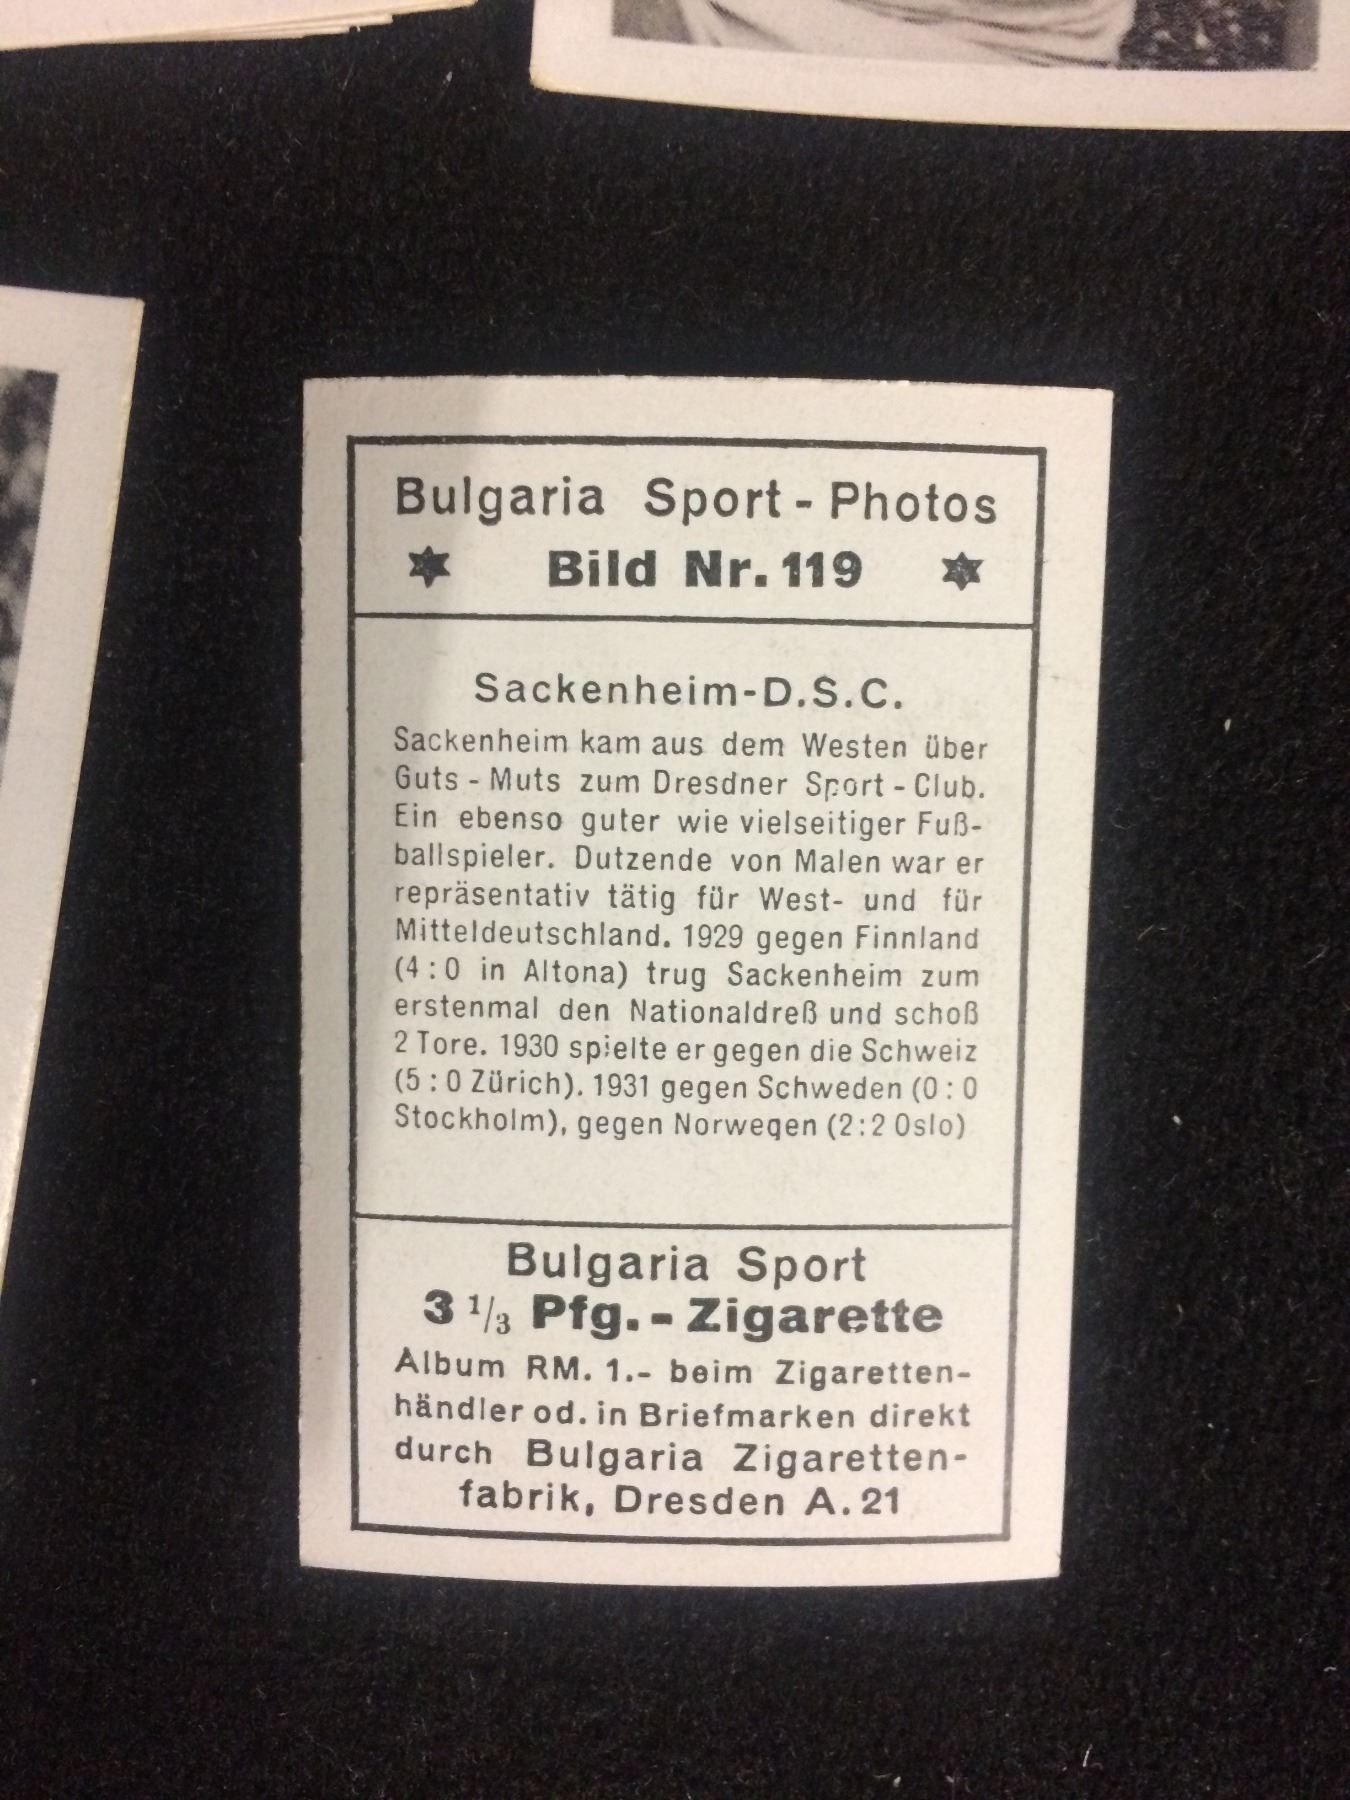 Bulgaria Sport - Photos
Bild Nr. 119
Sackenheim-D.S.C.
Sackenheim kam aus dem Westen über
Guts - Muts zum Dresdner Sport - Club.
Ein ebenso guter wie vielseitiger Fuß-
ballspieler. Dutzende von Malen war er
repräsentativ tätig für West- und für
Mitteldeutschland. 1929 gegen Finnland
(4 : 0 in Altona) trug Sackenheim zum
erstenmal den Nationaldreß und schoß
2 Tore. 1930 spielte er gegen die Schweiz
(5 : 0 Zürich). 1931 gegen Schweden (0 : 0
Stockholm), gegen Norwegen (2 : 2 Oslo)
Bulgaria Sport
3 1/3 Pfg. - Zigarette
Album RM. 1.- beim Zigaretten-
händler od. in Briefmarken direkt
durch Bulgaria Zigaretten-
fabrik, Dresden A. 21